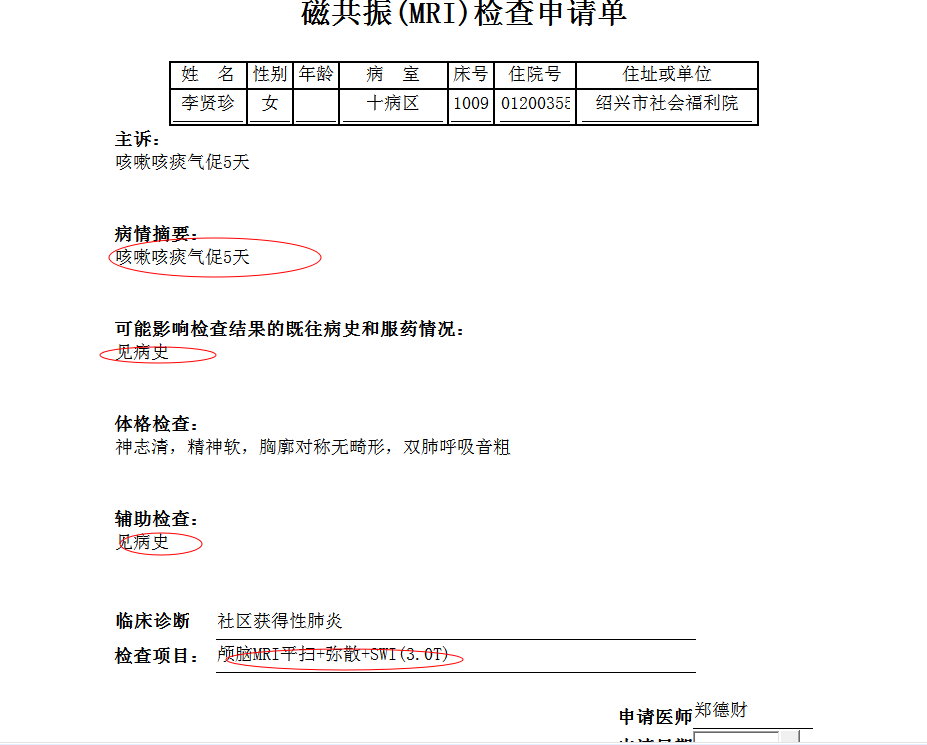 磁共振(MRI)检查申请单
姓 名 性别 年龄 病 室 床号 住院号 住址或单位
李贤珍 女 十病区 1009 01200355 绍兴市社会福利院
主诉：
咳嗽咳痰气促5天
病情摘要：
咳嗽咳痰气促5天
可能影响检查结果的既往病史和服药情况：
见病史
体格检查：
神志清，精神软，胸廓对称无畸形，双肺呼吸音粗
辅助检查：
见病史
临床诊断 社区获得性肺炎
检查项目： 颅脑MRI平扫+弥散+SWI(3.0T)
申请医师 郑德财